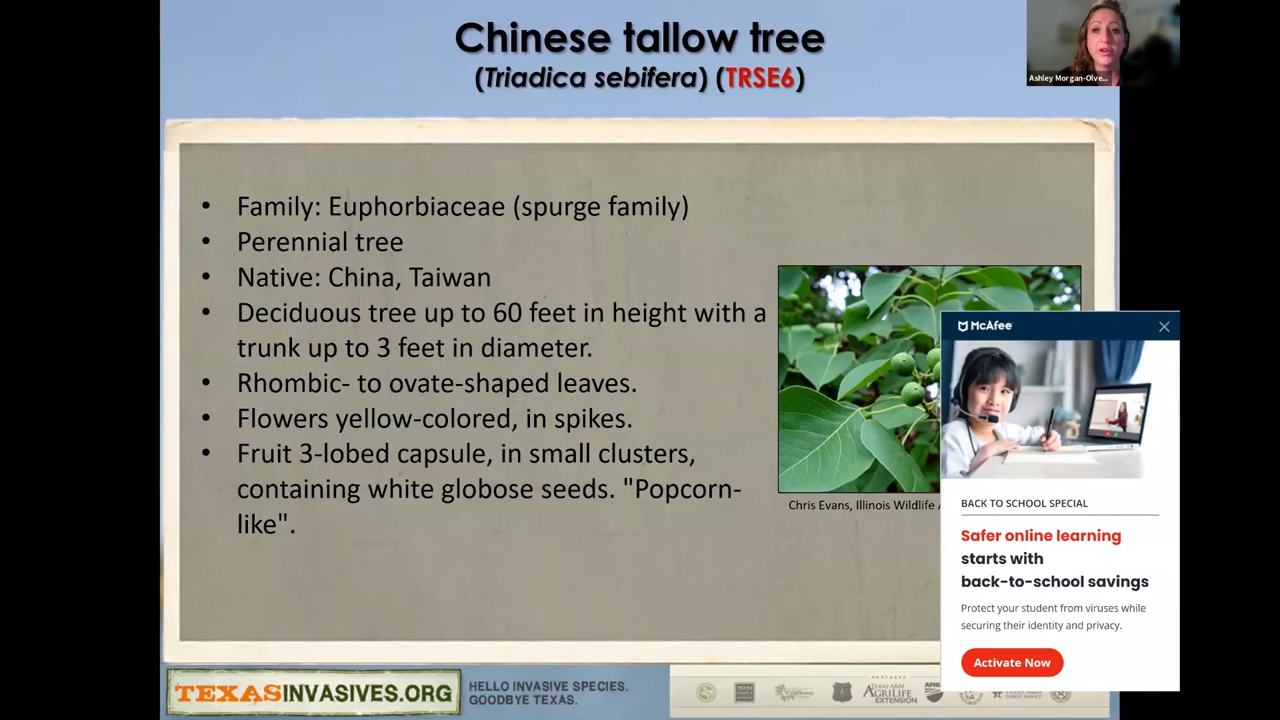 Chinese tallow tree
(Triadica sebifera) (TRSE6)
Ashley Morgan-Olve...
• Family: Euphorbiaceae (spurge family)
• Perennial tree
• Native: China, Taiwan
• Deciduous tree up to 60 feet in height with a
trunk up to 3 feet in diameter.
• Rhombic- to ovate-shaped leaves.
• Flowers yellow-colored, in spikes.
• Fruit 3-lobed capsule, in small clusters,
containing white globose seeds. "Popcorn-
like".
Chris Evans, Illinois Wildlife
McAfee
BACK TO SCHOOL SPECIAL
Safer online learning
starts with
back-to-school savings
Protect your student from viruses while
securing their identity and privacy.
Activate Now
TEXASINVASIVES.ORG
HELLO INVASIVE SPECIES.
GOODBYE TEXAS.
PARTNERS
TEXAS A&M
AGRILIFE
EXTENSION